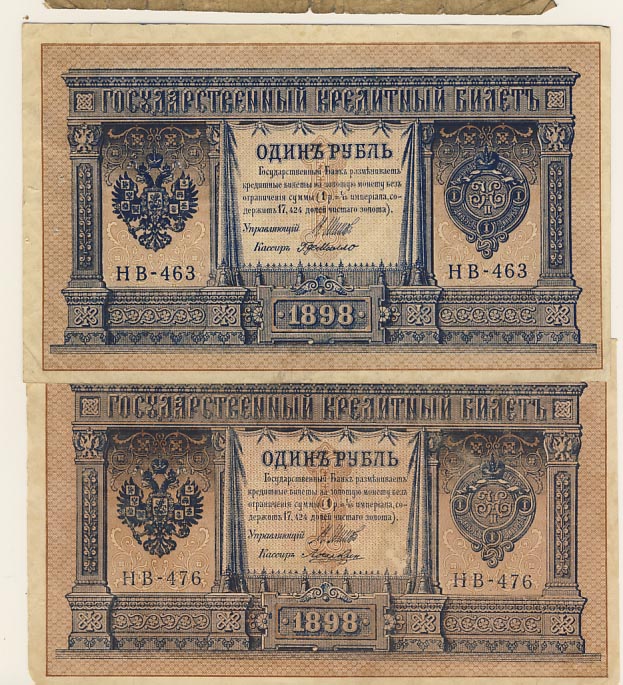 ГОСУДАРСТВЕННЫЙ КРЕДИТНЫЙ БИЛЕТЪ
ОДИНЪ РУБЛЬ
Государственный Банкъ размѣниваетъ
кредитные билеты на золотую монету безъ
ограниченія суммы (1 р.= 1/15 имперіала, со-
держитъ 17,424 долей чистаго золота).
Управляющій
Кассиръ
НВ-463
НВ-463
1898
ГОСУДАРСТВЕННЫЙ КРЕДИТНЫЙ БИЛЕТЪ
ОДИНЪ РУБЛЬ
Государственный Банкъ размѣниваетъ
кредитные билеты на золотую монету безъ
ограниченія суммы (1 р.= 1/15 имперіала, со-
держитъ 17,424 долей чистаго золота).
Управляющій
Кассиръ
НВ-476
НВ-476
1898